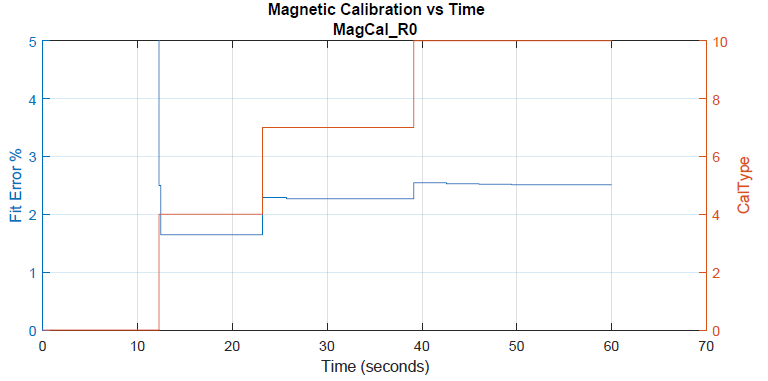 Magnetic Calibration vs Time
MagCal_R0
5
4
3
2
1
0
Fit Error %
10
8
6
4
2
0
CalType
0 10 20 30 40 50 60 70
Time (seconds)